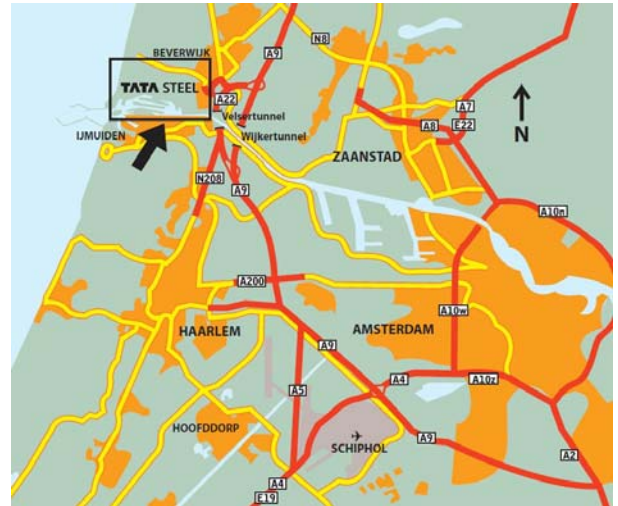 N8
A9
BEVERWIJK
TATA STEEL
A22
A7
Velsertunnel
A8
E22
N
IJMUIDEN
Wijkertunnel
ZAANSTAD
N208
A9
A10n
A200
A10w
HAARLEM
AMSTERDAM
A9
A4
A10z
A5
HOOFDDORP
SCHIPHOL
A9
A2
A4
E19